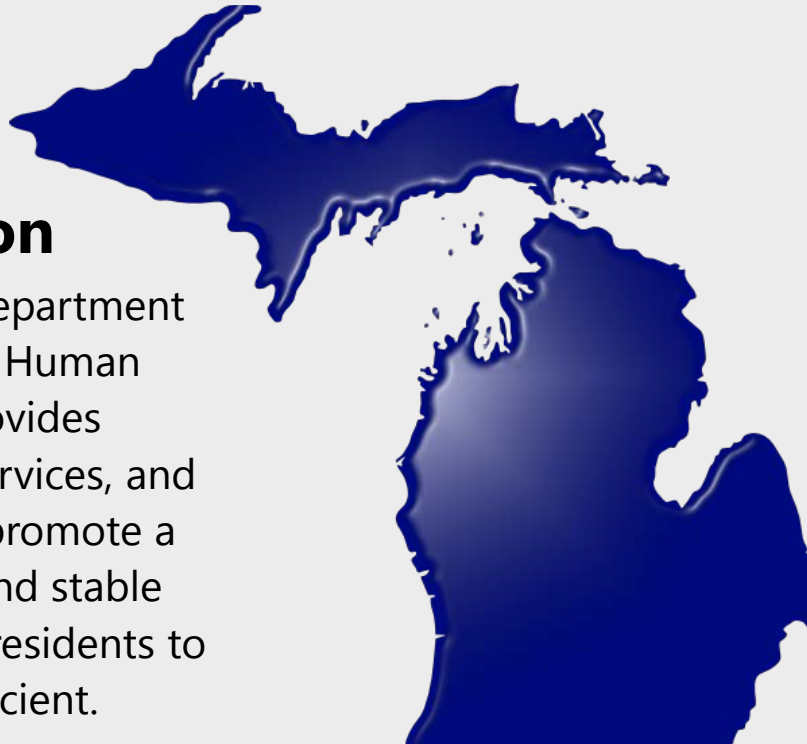 on
epartment
Human
ovides
rvices, and
promote a
nd stable
residents to
cient.